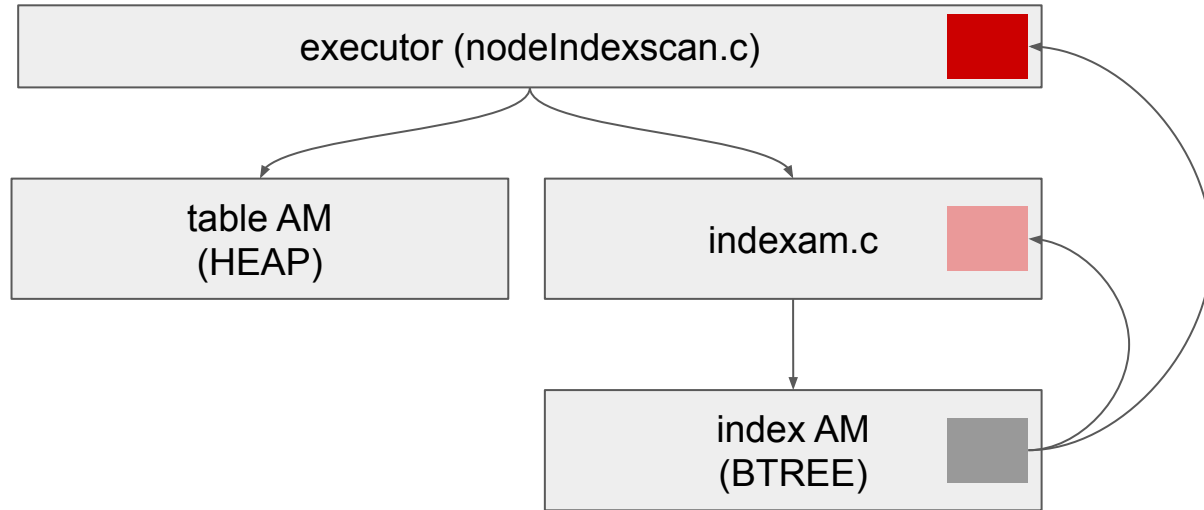 executor (nodeIndexscan.c)
table AM
(HEAP)
indexam.c
index AM
(BTREE)